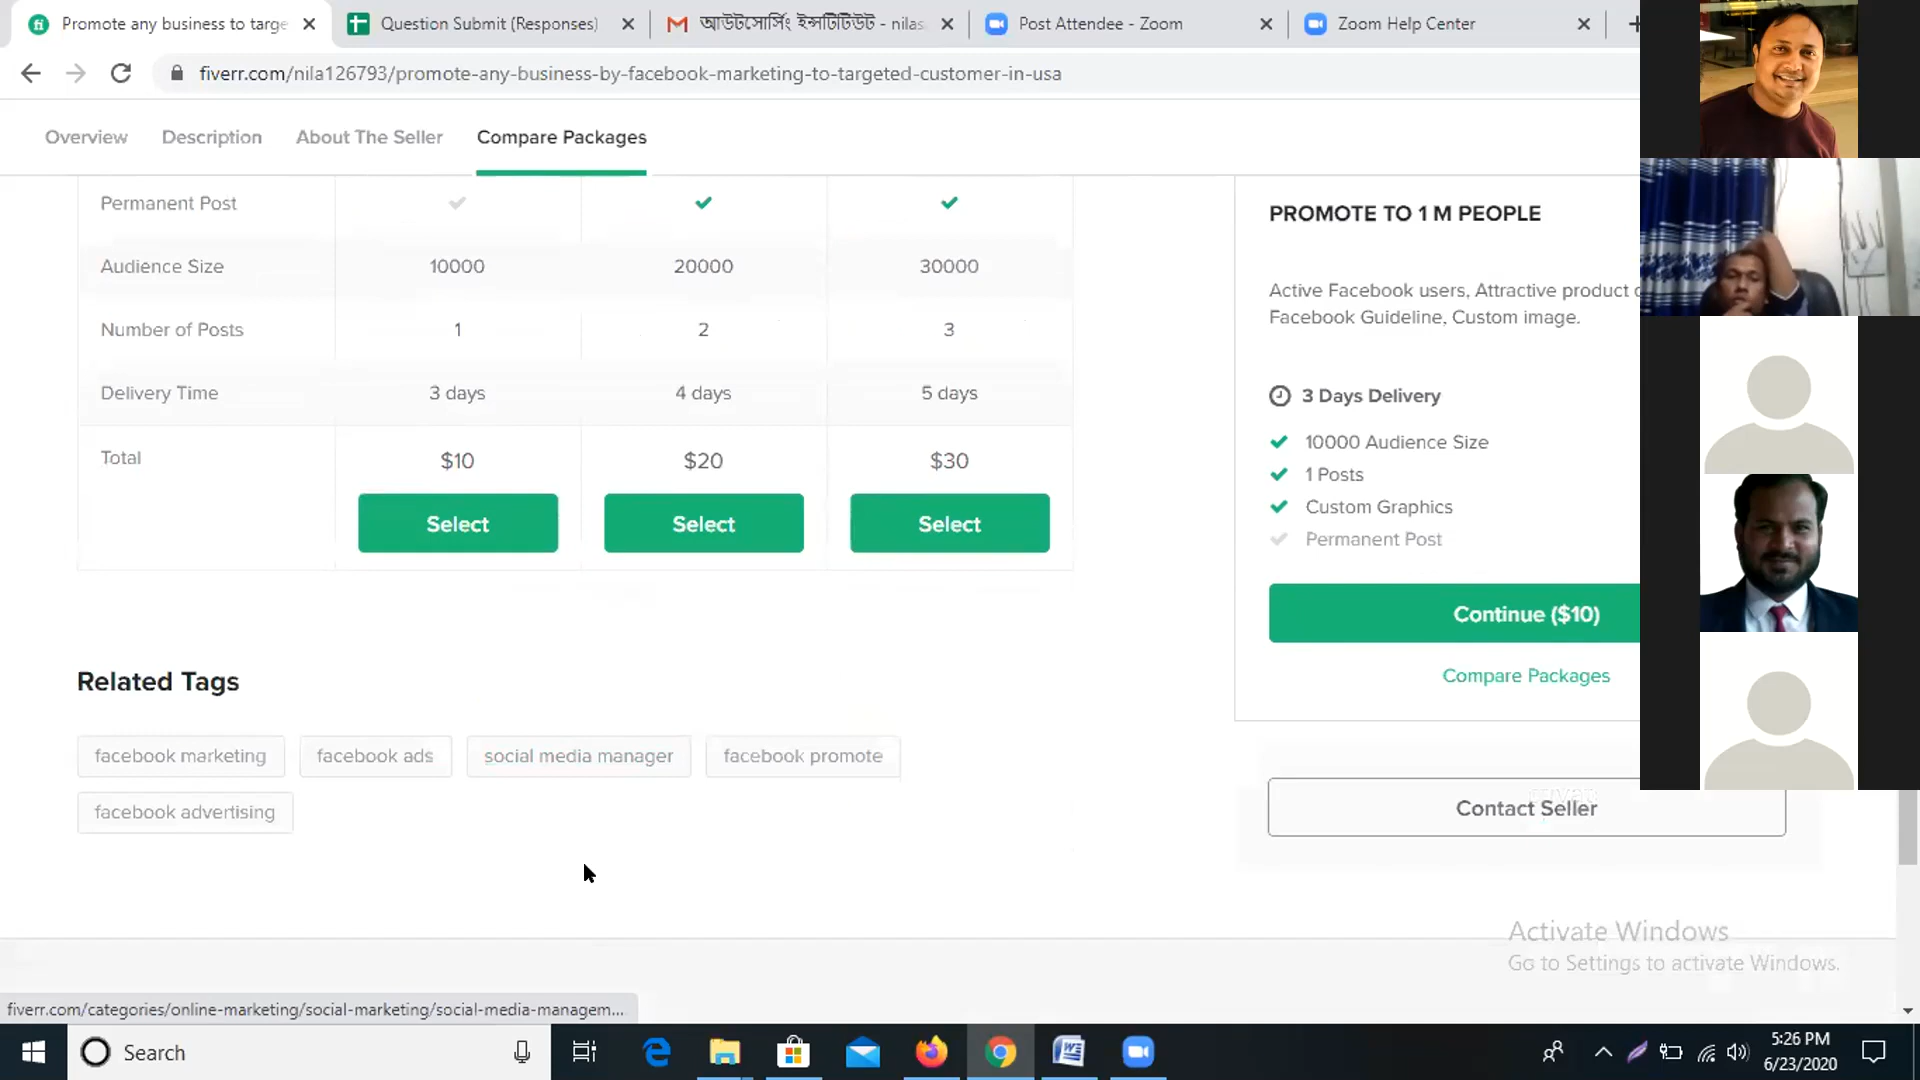 Promote any business to targe
Question Submit (Responses)
আউটসোর্সিং ইন্সটিটিউট - nilas
Post Attendee - Zoom
Zoom Help Center
fiverr.com/nila126793/promote-any-business-by-facebook-marketing-to-targeted-customer-in-usa
Overview
Description
About The Seller
Compare Packages
Permanent Post
Audience Size 10000 20000 30000
Number of Posts 1 2 3
Delivery Time 3 days 4 days 5 days
Total $10 $20 $30
Select Select Select
PROMOTE TO 1 M PEOPLE
Active Facebook users, Attractive product
Facebook Guideline, Custom image.
3 Days Delivery
10000 Audience Size
1 Posts
Custom Graphics
Permanent Post
Continue ($10)
Compare Packages
Contact Seller
Related Tags
facebook marketing
facebook ads
social media manager
facebook promote
facebook advertising
Activate Windows
Go to Settings to activate Windows.
fiverr.com/categories/online-marketing/social-marketing/social-media-managem...
Search
5:26 PM
6/23/2020